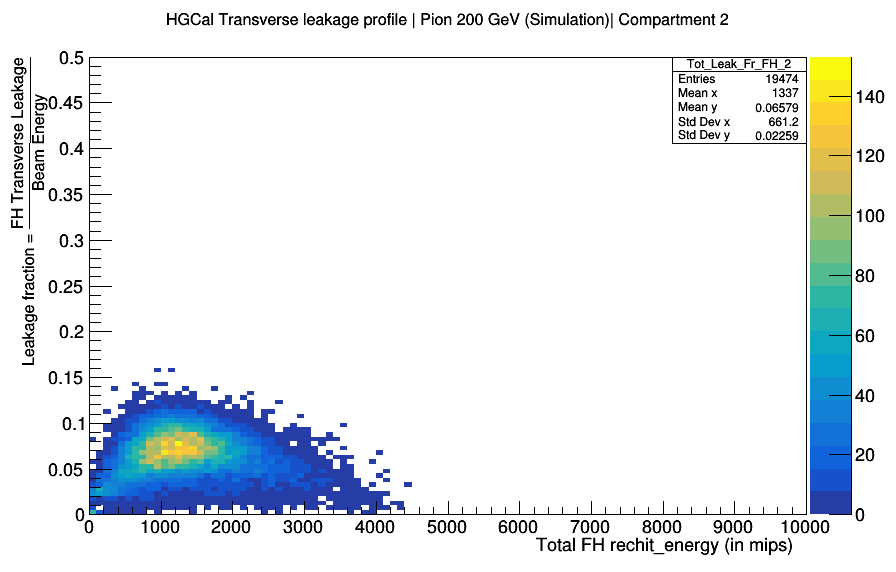 HGCal Transverse leakage profile | Pion 200 GeV (Simulation)| Compartment 2
Tot_Leak_Fr_FH_2
Entries 19474
Mean x 1337
Mean y 0.06579
Std Dev x 661.2
Std Dev y 0.02259
Leakage fraction = FH Transverse Leakage
Beam Energy
0.5
0.45
0.4
0.35
0.3
0.25
0.2
0.15
0.1
0.05
0
0 1000 2000 3000 4000 5000 6000 7000 8000 9000 10000
Total FH rechit_energy (in mips)
140
120
100
80
60
40
20
0